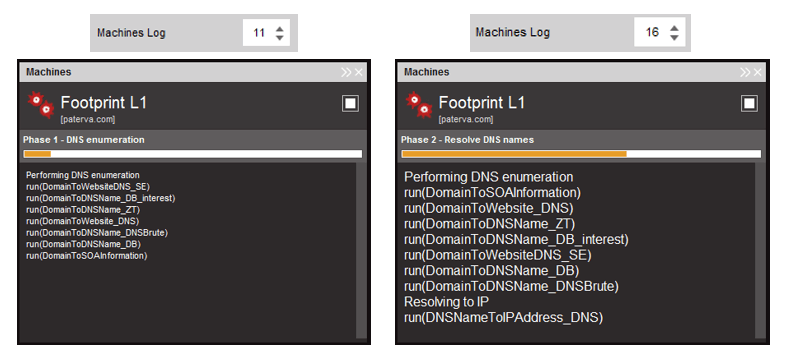 Machines Log 11
Machines
Footprint L1
[paterva.com]
Phase 1 - DNS enumeration
Performing DNS enumeration
run(DomainToWebsiteDNS_SE)
run(DomainToDNSName_DB_interest)
run(DomainToDNSName_ZT)
run(DomainToWebsite_DNS)
run(DomainToDNSName_DNSBrute)
run(DomainToDNSName_DB)
run(DomainToSOAInformation)
Machines Log 16
Machines
Footprint L1
[paterva.com]
Phase 2 - Resolve DNS names
Performing DNS enumeration
run(DomainToSOAInformation)
run(DomainToWebsite_DNS)
run(DomainToDNSName_ZT)
run(DomainToDNSName_DB_interest)
run(DomainToWebsiteDNS_SE)
run(DomainToDNSName_DB)
run(DomainToDNSName_DNSBrute)
Resolving to IP
run(DNSNameToIPAddress_DNS)